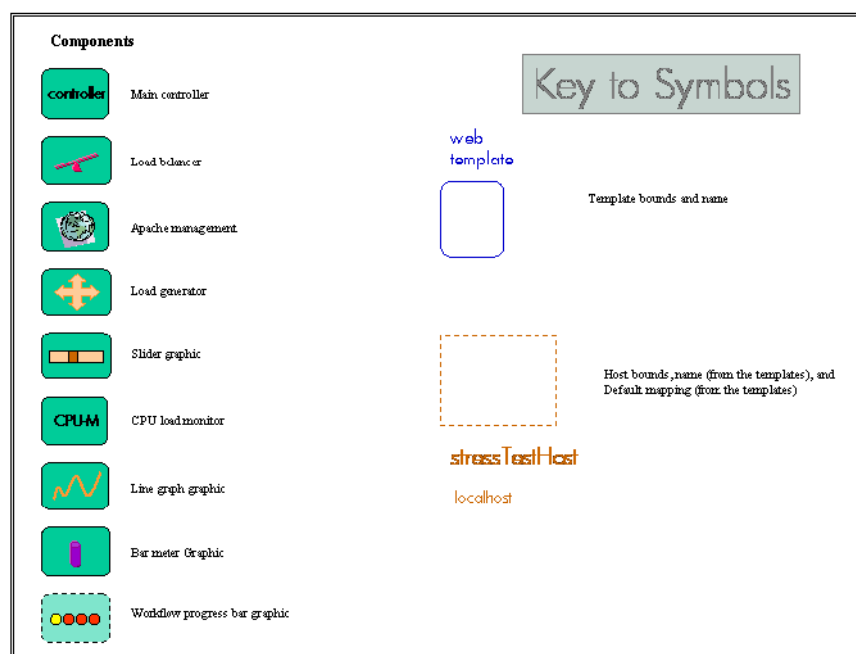 Components
Key to Symbols
controller
Main controller
Load balancer
Apache management
Load generator
Slider graphic
CPU-M
CPU load monitor
Line graph graphic
Bar meter Graphic
Workflow progress bar graphic
web
template
Template bounds and name
Host bounds, name (from the templates), and
Default mapping (from the templates)
stressTestHost
localhost